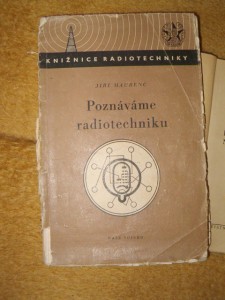 KNIŽNICE RADIOTECHNIKY
JIŘÍ MAURENC
Poznáváme
radiotechniku